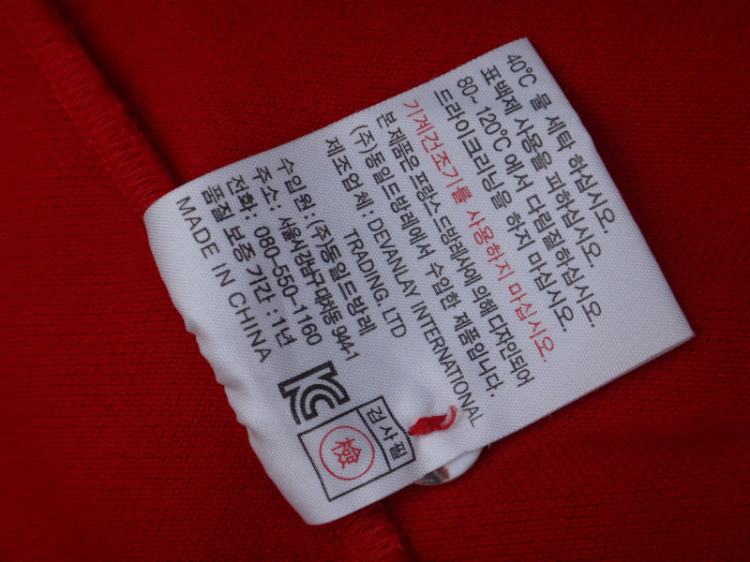 40℃ 물 세탁 하십시오.
표백제 사용을 피하십시오.
80~ 120℃ 에서 다림질하십시오.
드라이크리닝을 하지 마십시오.
기계건조기를 사용하지 마십시오.
본 제품은 프랑스 드방레사에 의해 디자인되어
(주)동일드방레에서 수입한 제품입니다.
제조업체 : DEVANLAY INTERNATIONAL
TRADING. LTD
수입원 : (주)동일드방레
주소 : 서울시강남구대치동 944-1
전화 : 080-550-1160
품질 보증 기간 : 1년
MADE IN CHINA
KC
검사필
檢